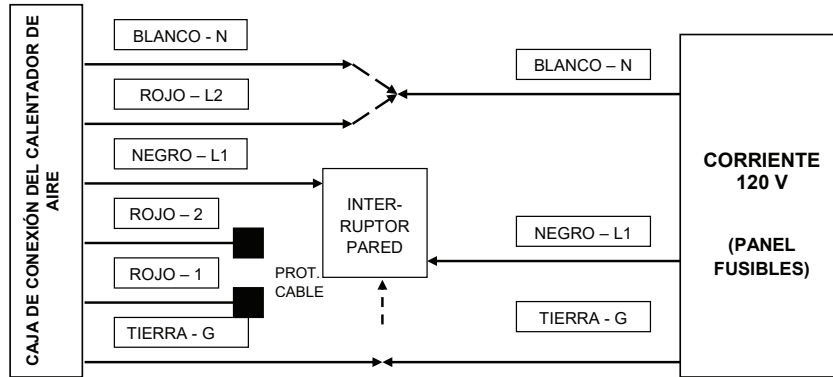 CAJA DE CONEXIÓN DEL CALENTADOR DE
AIRE
BLANCO - N
ROJO – L2
NEGRO – L1
ROJO – 2
ROJO – 1
TIERRA - G
PROT.
CABLE
INTER-
RUPTOR
PARED
BLANCO – N
NEGRO – L1
TIERRA - G
CORRIENTE
120 V
(PANEL
FUSIBLES)